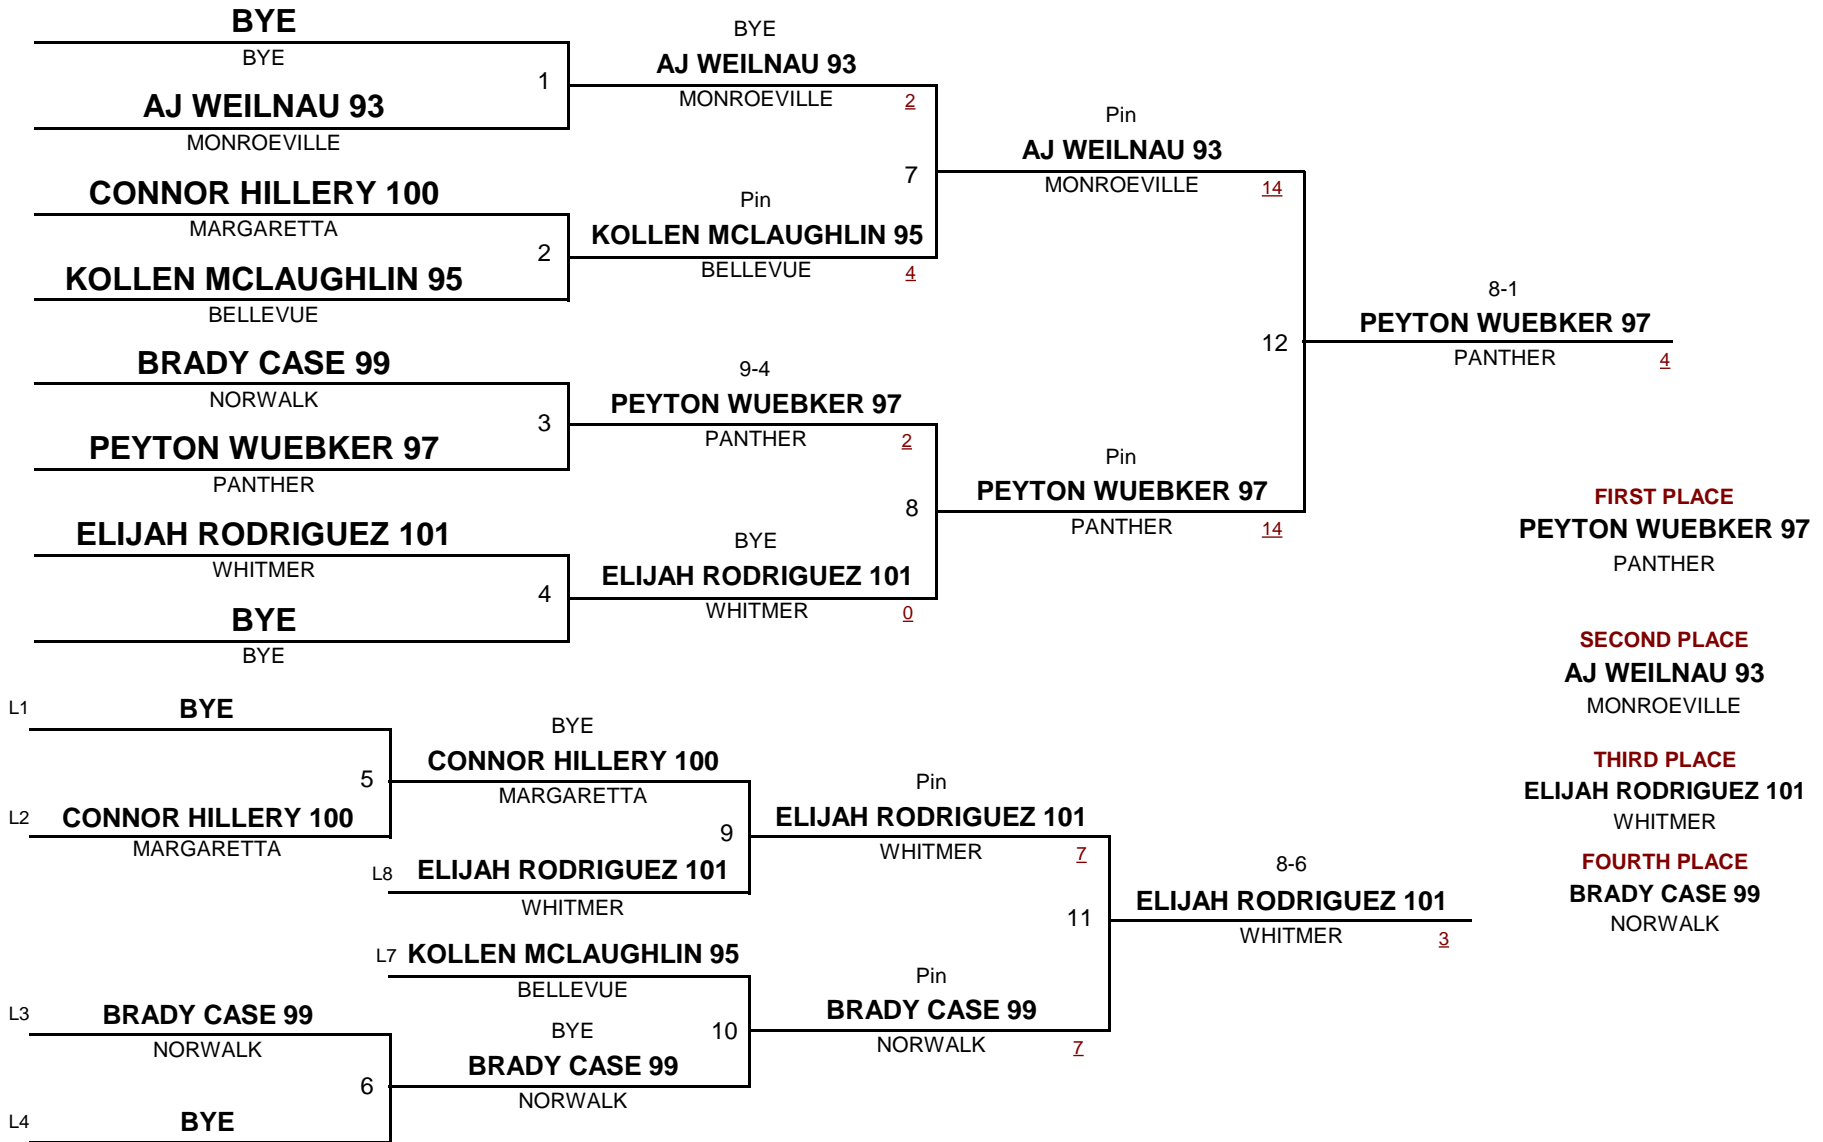 BYE
BYE
1
AJ WEILNAU 93
MONROEVILLE
CONNOR HILLERY 100
MARGARETTA
2
KOLLEN MCLAUGHLIN 95
BELLEVUE
BRADY CASE 99
NORWALK
3
PEYTON WUEBKER 97
PANTHER
ELIJAH RODRIGUEZ 101
WHITMER
4
BYE
BYE
BYE
AJ WEILNAU 93
MONROEVILLE 2
7
Pin
KOLLEN MCLAUGHLIN 95
BELLEVUE 4
9-4
PEYTON WUEBKER 97
PANTHER 2
8
BYE
ELIJAH RODRIGUEZ 101
WHITMER 0
Pin
AJ WEILNAU 93
MONROEVILLE 14
12
Pin
PEYTON WUEBKER 97
PANTHER 14
8-1
PEYTON WUEBKER 97
PANTHER 4
FIRST PLACE
PEYTON WUEBKER 97
PANTHER
SECOND PLACE
AJ WEILNAU 93
MONROEVILLE
THIRD PLACE
ELIJAH RODRIGUEZ 101
WHITMER
FOURTH PLACE
BRADY CASE 99
NORWALK
L1 BYE
5
L2 CONNOR HILLERY 100
MARGARETTA
L3 BRADY CASE 99
NORWALK
6
L4 BYE
BYE
CONNOR HILLERY 100
MARGARETTA
9
L8 ELIJAH RODRIGUEZ 101
WHITMER
L7 KOLLEN MCLAUGHLIN 95
BELLEVUE
10
BYE
BRADY CASE 99
NORWALK
Pin
ELIJAH RODRIGUEZ 101
WHITMER 7
11
Pin
BRADY CASE 99
NORWALK 7
8-6
ELIJAH RODRIGUEZ 101
WHITMER 3